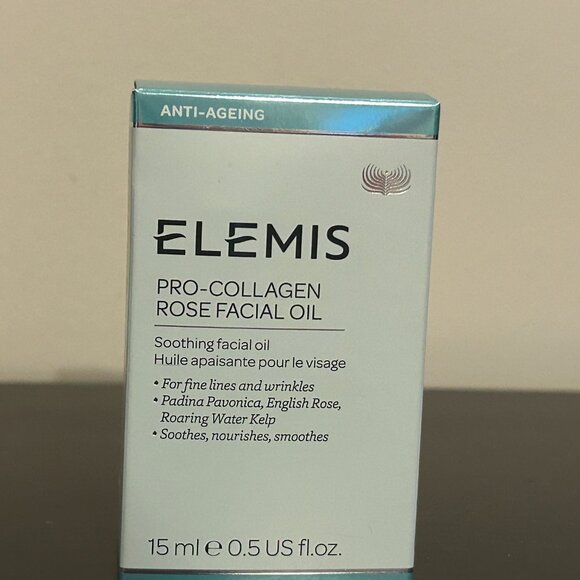 ANTI-AGEING
ELEMIS
PRO-COLLAGEN
ROSE FACIAL OIL
Soothing facial oil
Huile apaisante pour le visage
• For fine lines and wrinkles
• Padina Pavonica, English Rose,
Roaring Water Kelp
• Soothes, nourishes, smoothes
15 ml ℮ 0.5 US fl.oz.